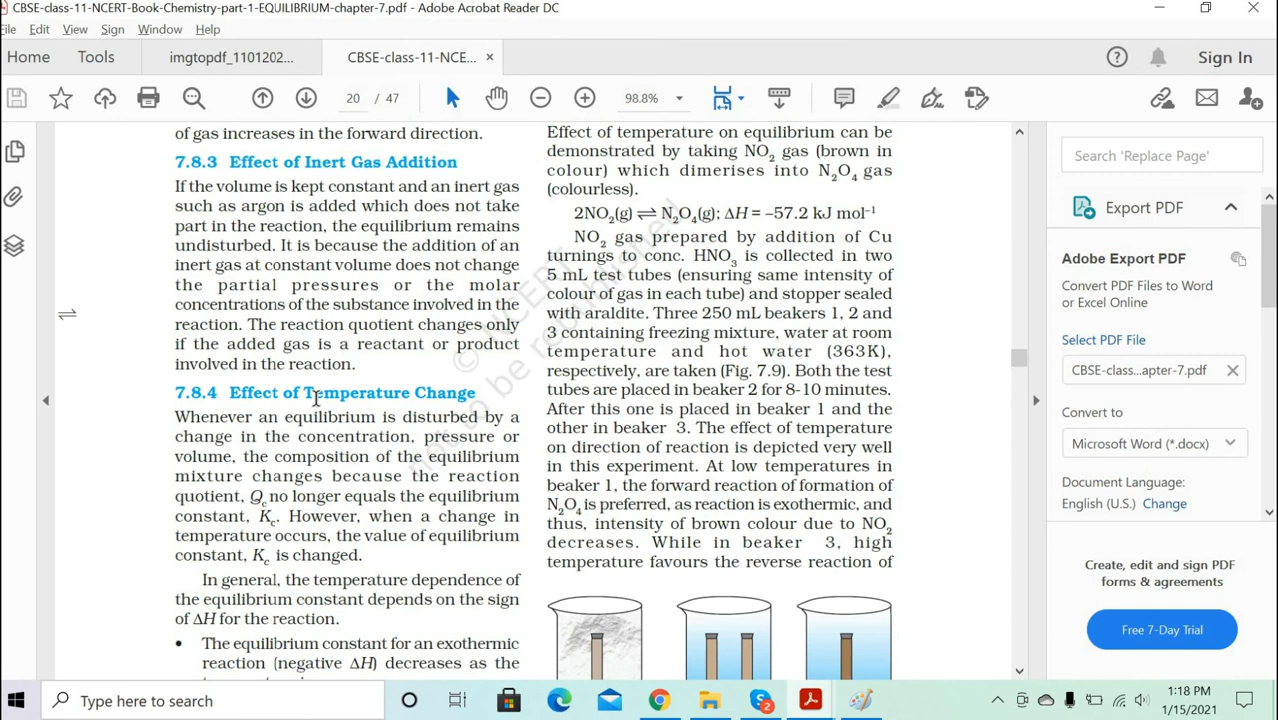 CBSE-class-11-NCERT-Book-Chemistry-part-1-EQUILIBRIUM-chapter-7.pdf - Adobe Acrobat Reader DC
File Edit View Sign Window Help
Home Tools imgtopdf_1101202... CBSE-class-11-NCE... × Sign In
20 / 47 98.8%
of gas increases in the forward direction.
7.8.3 Effect of Inert Gas Addition
If the volume is kept constant and an inert gas
such as argon is added which does not take
part in the reaction, the equilibrium remains
undisturbed. It is because the addition of an
inert gas at constant volume does not change
the partial pressures or the molar
concentrations of the substance involved in the
reaction. The reaction quotient changes only
if the added gas is a reactant or product
involved in the reaction.
7.8.4 Effect of Temperature Change
Whenever an equilibrium is disturbed by a
change in the concentration, pressure or
volume, the composition of the equilibrium
mixture changes because the reaction
quotient, Qc no longer equals the equilibrium
constant, Kc. However, when a change in
temperature occurs, the value of equilibrium
constant, Kc is changed.
In general, the temperature dependence of
the equilibrium constant depends on the sign
of ΔH for the reaction.
• The equilibrium constant for an exothermic
reaction (negative ΔH) decreases as the
Effect of temperature on equilibrium can be
demonstrated by taking NO₂ gas (brown in
colour) which dimerises into N₂O₄ gas
(colourless).
2NO₂(g) ⇌ N₂O₄(g); ΔH = –57.2 kJ mol⁻¹
NO₂ gas prepared by addition of Cu
turnings to conc. HNO₃ is collected in two
5 mL test tubes (ensuring same intensity of
colour of gas in each tube) and stopper sealed
with araldite. Three 250 mL beakers 1, 2 and
3 containing freezing mixture, water at room
temperature and hot water (363K),
respectively, are taken (Fig. 7.9). Both the test
tubes are placed in beaker 2 for 8-10 minutes.
After this one is placed in beaker 1 and the
other in beaker 3. The effect of temperature
on direction of reaction is depicted very well
in this experiment. At low temperatures in
beaker 1, the forward reaction of formation of
N₂O₄ is preferred, as reaction is exothermic, and
thus, intensity of brown colour due to NO₂
decreases. While in beaker 3, high
temperature favours the reverse reaction of
© NCERT
not to be republished
⇌
Search 'Replace Page'
Export PDF
Adobe Export PDF
Convert PDF Files to Word
or Excel Online
Select PDF File
CBSE-class...apter-7.pdf ×
Convert to
Microsoft Word (*.docx)
Document Language:
English (U.S.) Change
Create, edit and sign PDF
forms & agreements
Free 7-Day Trial
Type here to search
1:18 PM
1/15/2021